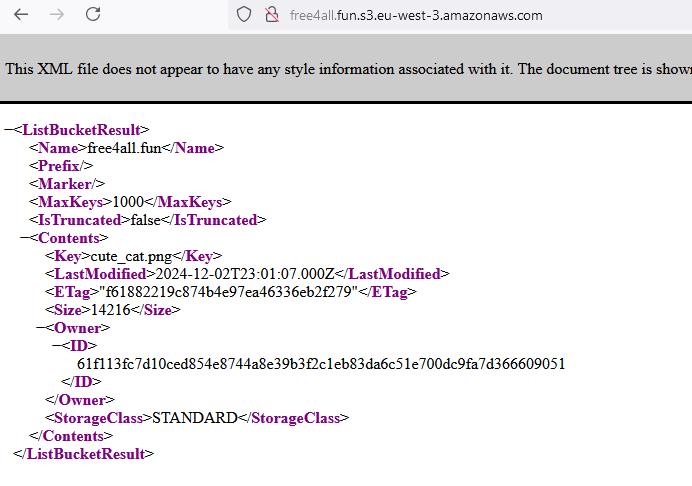 free4all.fun.s3.eu-west-3.amazonaws.com
This XML file does not appear to have any style information associated with it. The document tree is shown
−<ListBucketResult>
<Name>free4all.fun</Name>
<Prefix/>
<Marker/>
<MaxKeys>1000</MaxKeys>
<IsTruncated>false</IsTruncated>
−<Contents>
<Key>cute_cat.png</Key>
<LastModified>2024-12-02T23:01:07.000Z</LastModified>
<ETag>"f61882219c874b4e97ea46336eb2f279"</ETag>
<Size>14216</Size>
−<Owner>
−<ID>
61f113fc7d10ced854e8744a8e39b3f2c1eb83da6c51e700dc9fa7d366609051
</ID>
</Owner>
<StorageClass>STANDARD</StorageClass>
</Contents>
</ListBucketResult>